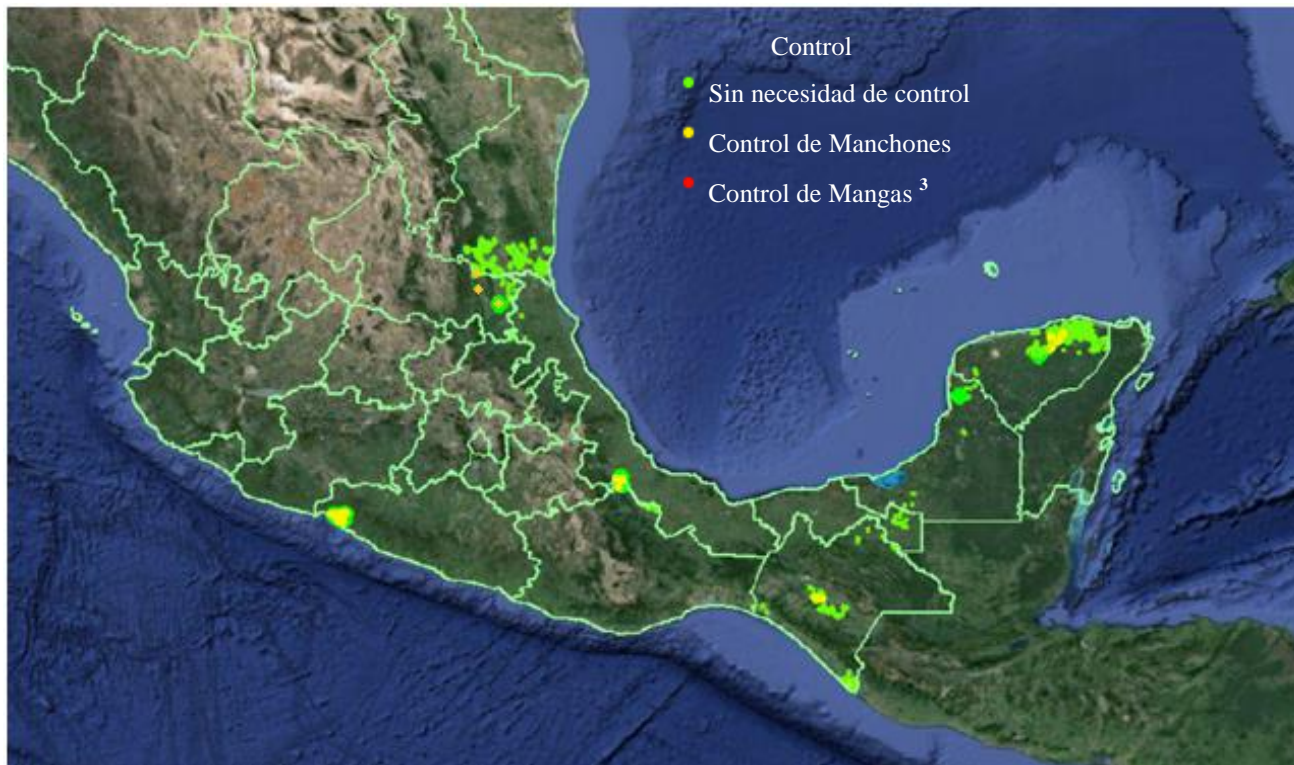 Control
Sin necesidad de control
Control de Manchones
Control de Mangas ³